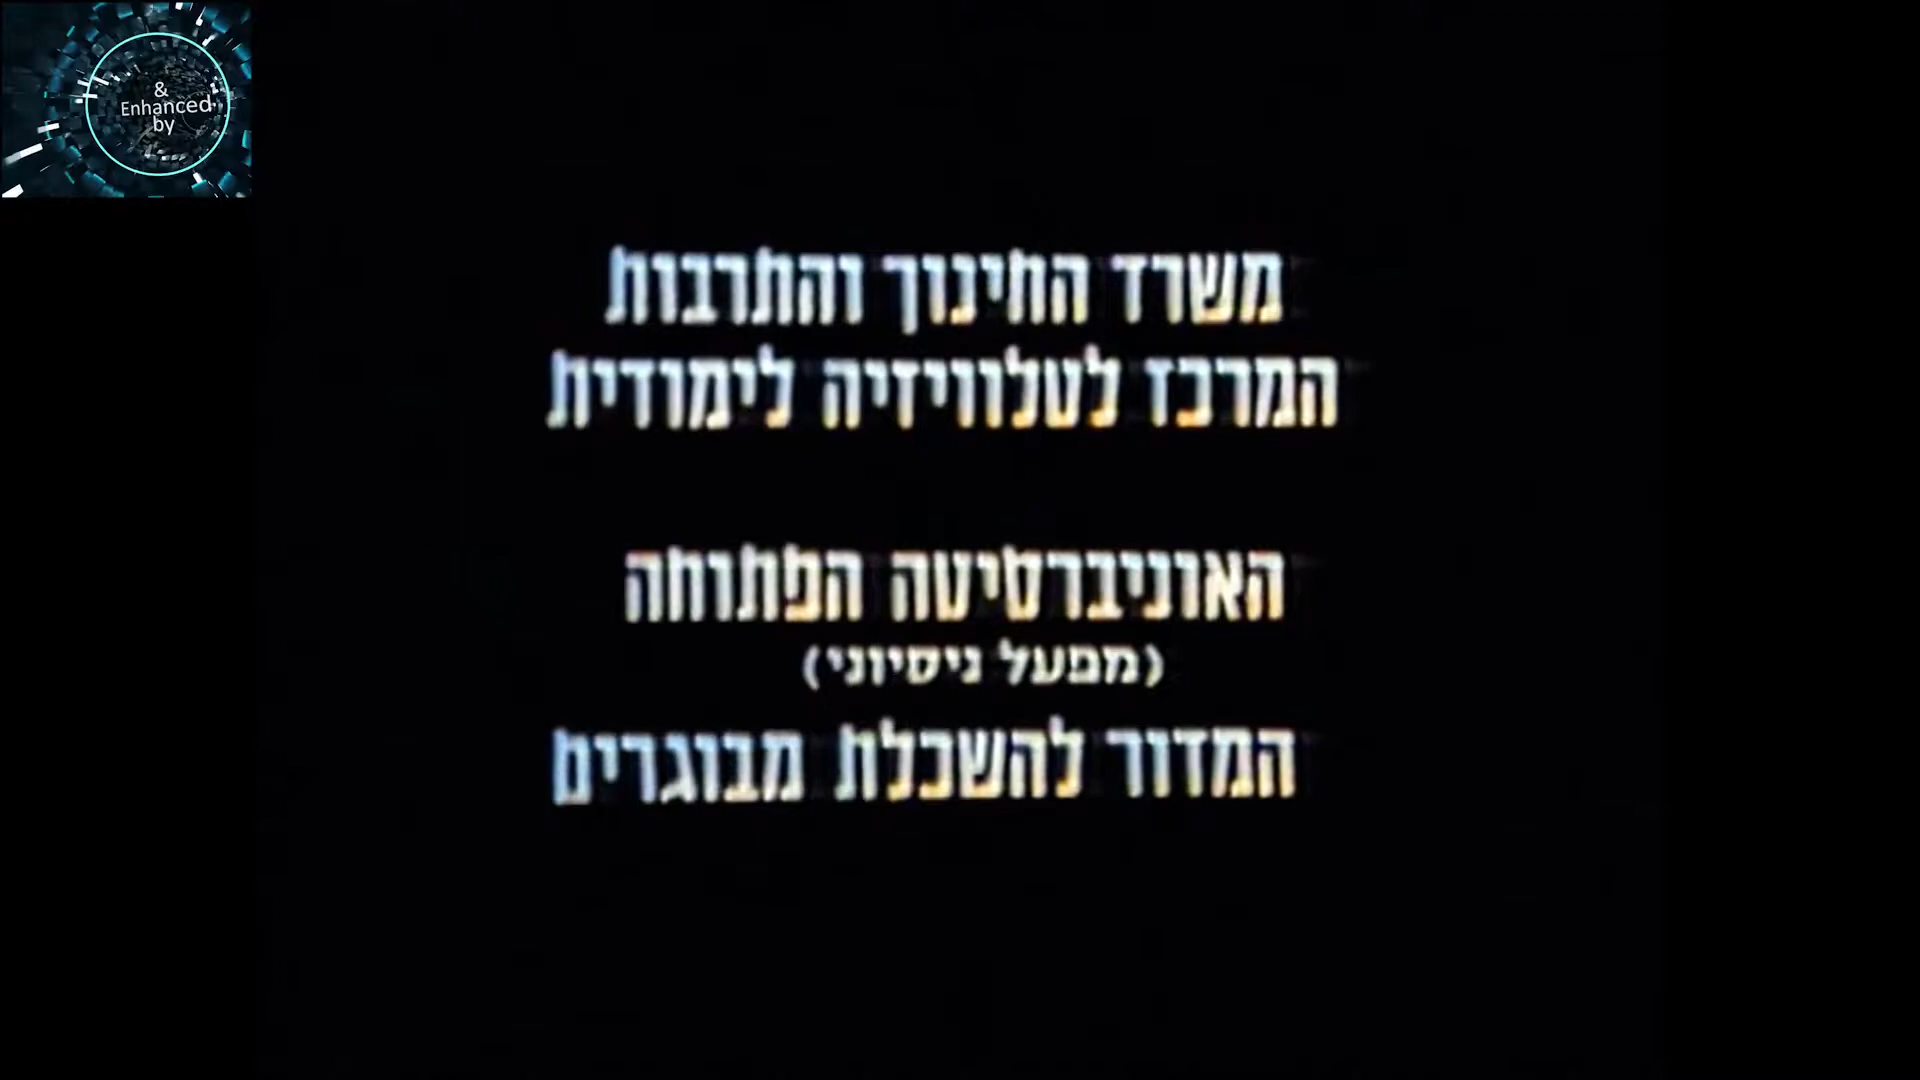 &
Enhanced
by
משרד החינוך והתרבות
המרכז לטלוויזיה לימודית
האוניברסיטה הפתוחה
(מפעל ניסיוני)
המדור להשכלת מבוגרים